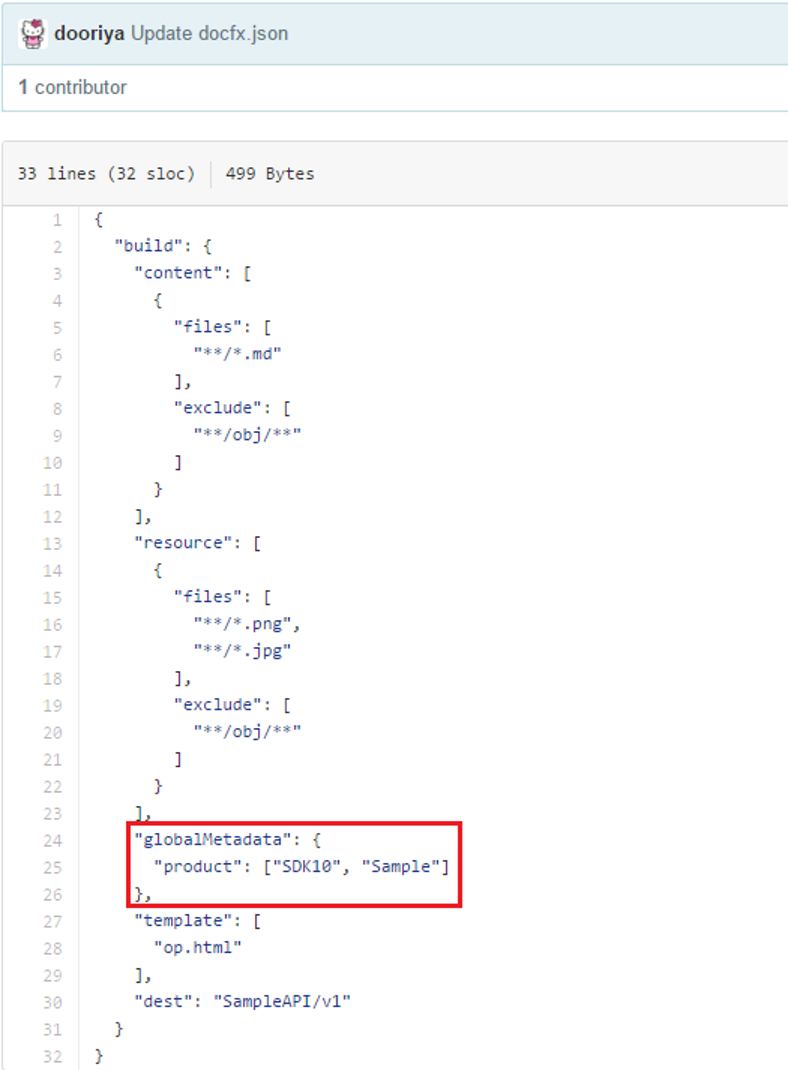 dooriya Update docfx.json
1 contributor
33 lines (32 sloc) 499 Bytes
1 {
2 "build": {
3 "content": [
4 {
5 "files": [
6 "**/*.md"
7 ],
8 "exclude": [
9 "**/obj/**"
10 ]
11 }
12 ],
13 "resource": [
14 {
15 "files": [
16 "**/*.png",
17 "**/*.jpg"
18 ],
19 "exclude": [
20 "**/obj/**"
21 ]
22 }
23 ],
24 "globalMetadata": {
25 "product": ["SDK10", "Sample"]
26 },
27 "template": [
28 "op.html"
29 ],
30 "dest": "SampleAPI/v1"
31 }
32 }